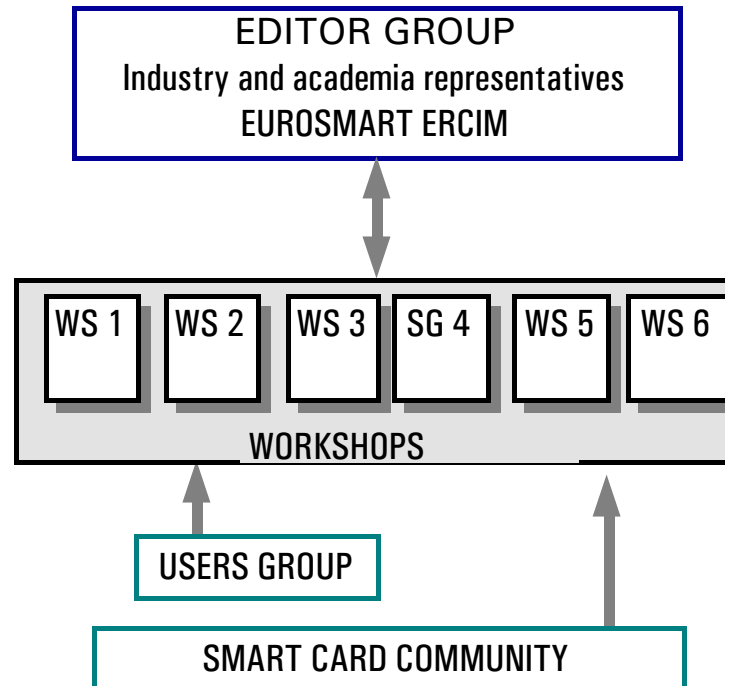 EDITOR GROUP
Industry and academia representatives
EUROSMART ERCIM
WS 1 WS 2 WS 3 SG 4 WS 5 WS 6
WORKSHOPS
USERS GROUP
SMART CARD COMMUNITY